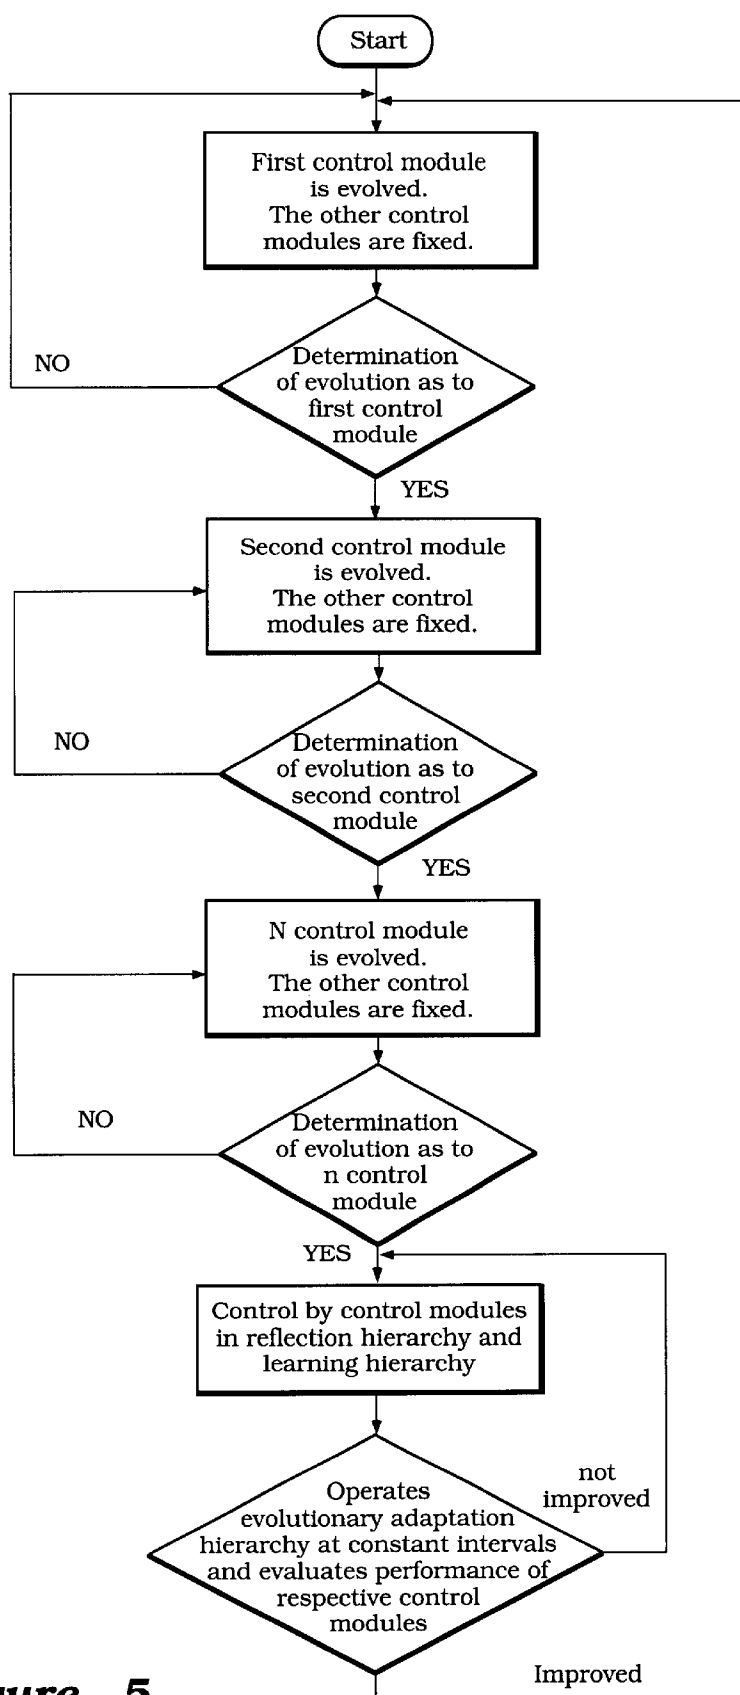 Start
First control module
is evolved.
The other control
modules are fixed.
NO
Determination
of evolution as to
first control
module
YES
Second control module
is evolved.
The other control
modules are fixed.
NO
Determination
of evolution as to
second control
module
YES
N control module
is evolved.
The other control
modules are fixed.
NO
Determination
of evolution as to
n control
module
YES
Control by control modules
in reflection hierarchy and
learning hierarchy
not
improved
Operates
evolutionary adaptation
hierarchy at constant intervals
and evaluates performance of
respective control
modules
Improved
5